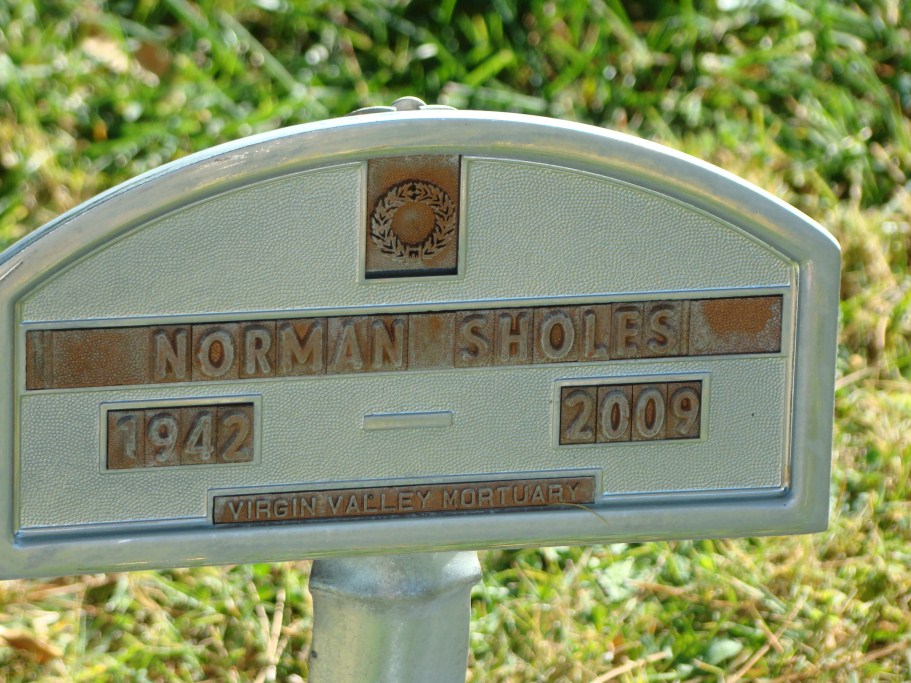 NORMAN SHOLES
1942 - 2009
VIRGIN VALLEY MORTUARY